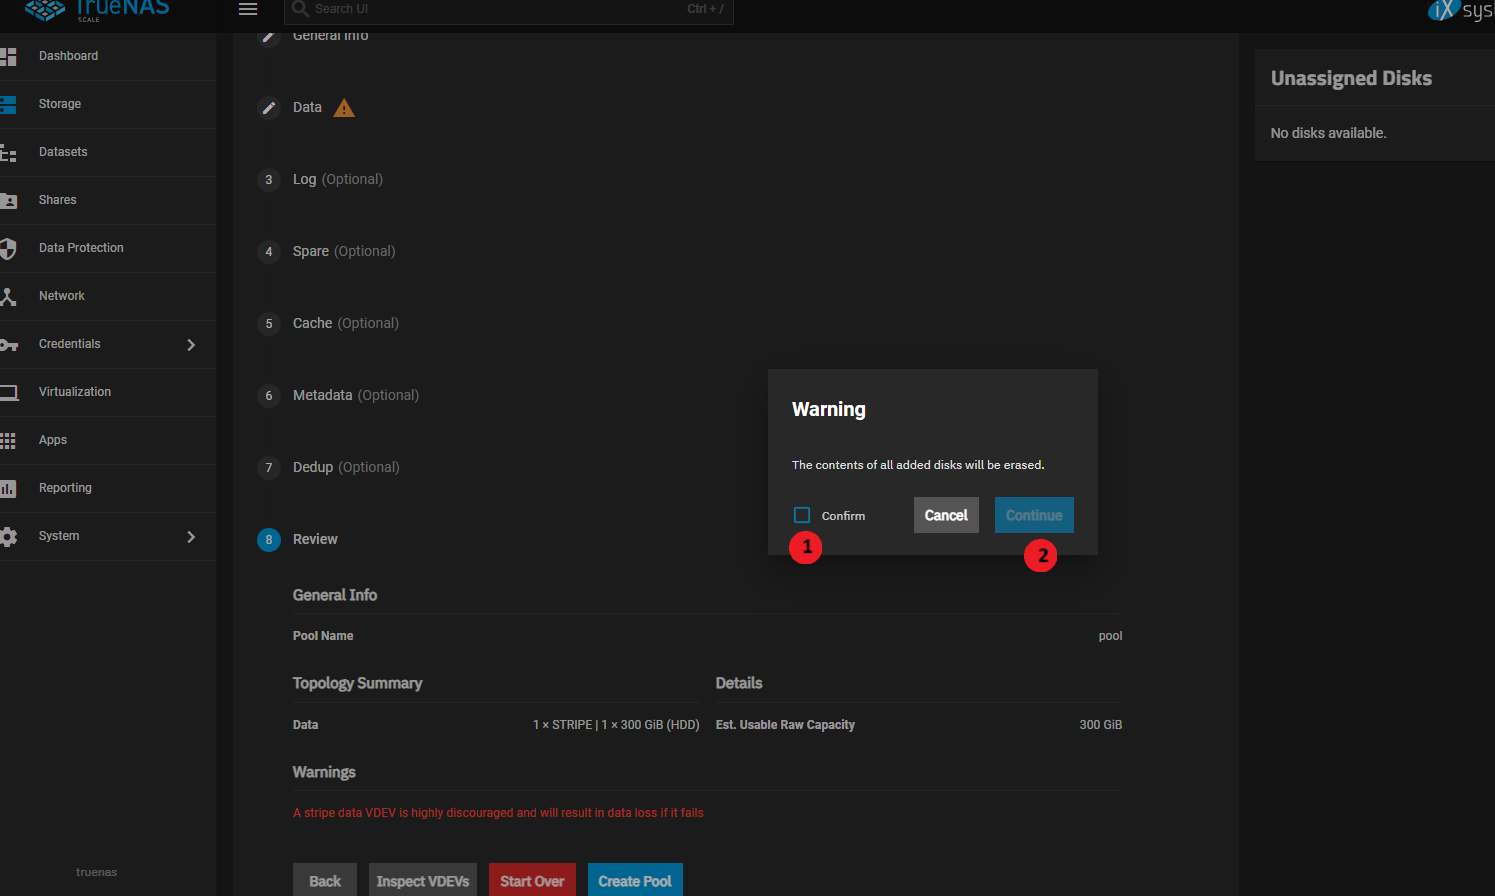 TrueNAS
SCALE
Search UI
Ctrl + /
iXsys
Dashboard
Storage
Datasets
Shares
Data Protection
Network
Credentials
Virtualization
Apps
Reporting
System
truenas
General Info
Data
3 Log (Optional)
4 Spare (Optional)
5 Cache (Optional)
6 Metadata (Optional)
7 Dedup (Optional)
8 Review
General Info
Pool Name pool
Topology Summary
Data 1 × STRIPE | 1 × 300 GiB (HDD)
Details
Est. Usable Raw Capacity 300 GiB
Warnings
A stripe data VDEV is highly discouraged and will result in data loss if it fails
Back Inspect VDEVs Start Over Create Pool
Warning
The contents of all added disks will be erased.
Confirm Cancel Continue
1 2
Unassigned Disks
No disks available.